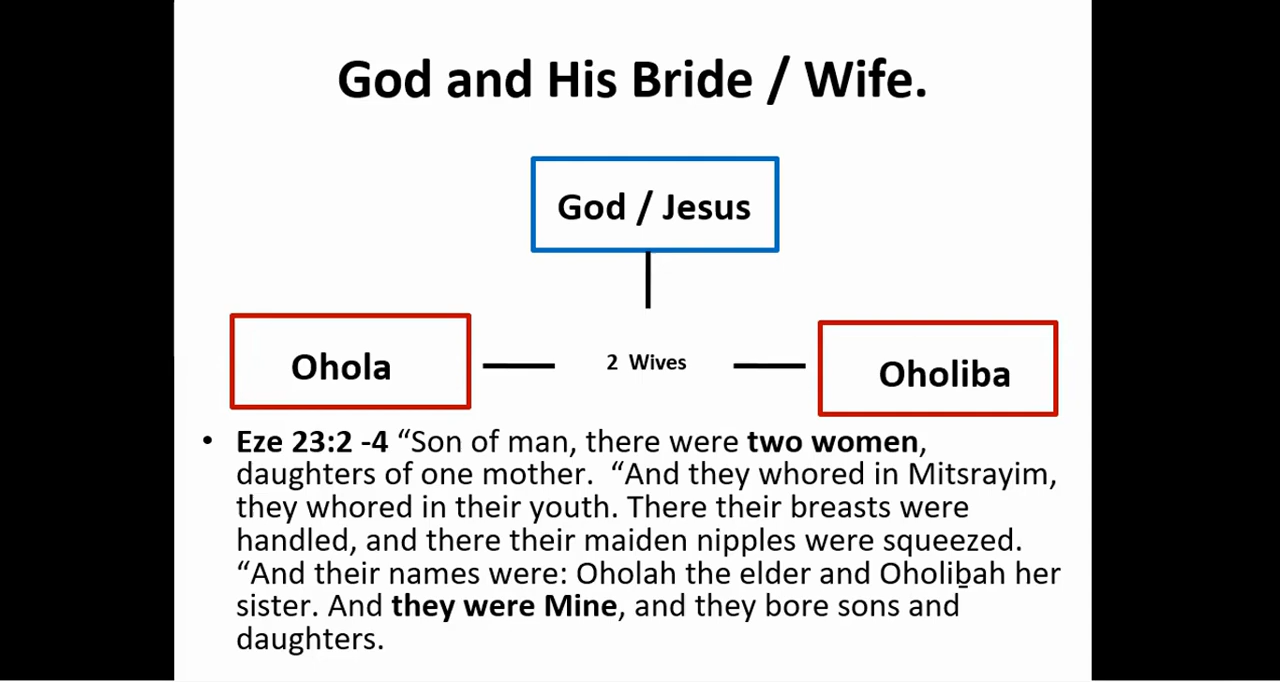 God and His Bride / Wife.
God / Jesus
Ohola
2 Wives
Oholiba
• Eze 23:2 -4 “Son of man, there were two women,
daughters of one mother. “And they whored in Mitsrayim,
they whored in their youth. There their breasts were
handled, and there their maiden nipples were squeezed.
“And their names were: Oholah the elder and Oholiḇah her
sister. And they were Mine, and they bore sons and
daughters.